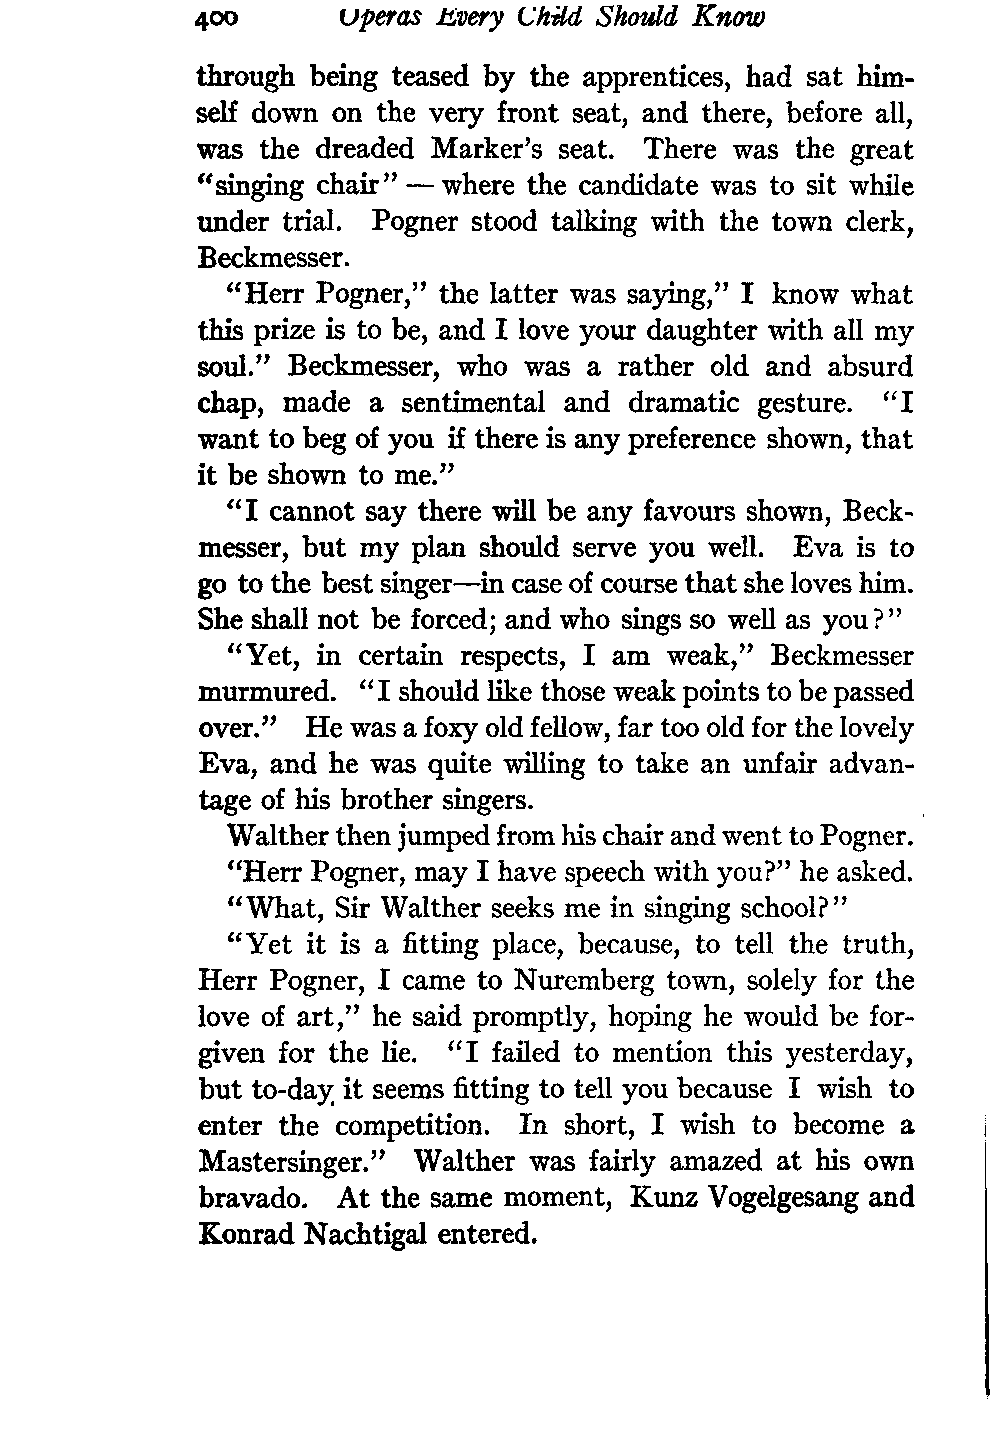 400 Operas Every Child Should Know
through being teased by the apprentices, had sat him-
self down on the very front seat, and there, before all,
was the dreaded Marker's seat. There was the great
"singing chair" — where the candidate was to sit while
under trial. Pogner stood talking with the town clerk,
Beckmesser.
"Herr Pogner," the latter was saying," I know what
this prize is to be, and I love your daughter with all my
soul." Beckmesser, who was a rather old and absurd
chap, made a sentimental and dramatic gesture. "I
want to beg of you if there is any preference shown, that
it be shown to me."
"I cannot say there will be any favours shown, Beck-
messer, but my plan should serve you well. Eva is to
go to the best singer—in case of course that she loves him.
She shall not be forced; and who sings so well as you?"
"Yet, in certain respects, I am weak," Beckmesser
murmured. "I should like those weak points to be passed
over." He was a foxy old fellow, far too old for the lovely
Eva, and he was quite willing to take an unfair advan-
tage of his brother singers.
Walther then jumped from his chair and went to Pogner.
"Herr Pogner, may I have speech with you?" he asked.
"What, Sir Walther seeks me in singing school?"
"Yet it is a fitting place, because, to tell the truth,
Herr Pogner, I came to Nuremberg town, solely for the
love of art," he said promptly, hoping he would be for-
given for the lie. "I failed to mention this yesterday,
but to-day, it seems fitting to tell you because I wish to
enter the competition. In short, I wish to become a
Mastersinger." Walther was fairly amazed at his own
bravado. At the same moment, Kunz Vogelgesang and
Konrad Nachtigal entered.